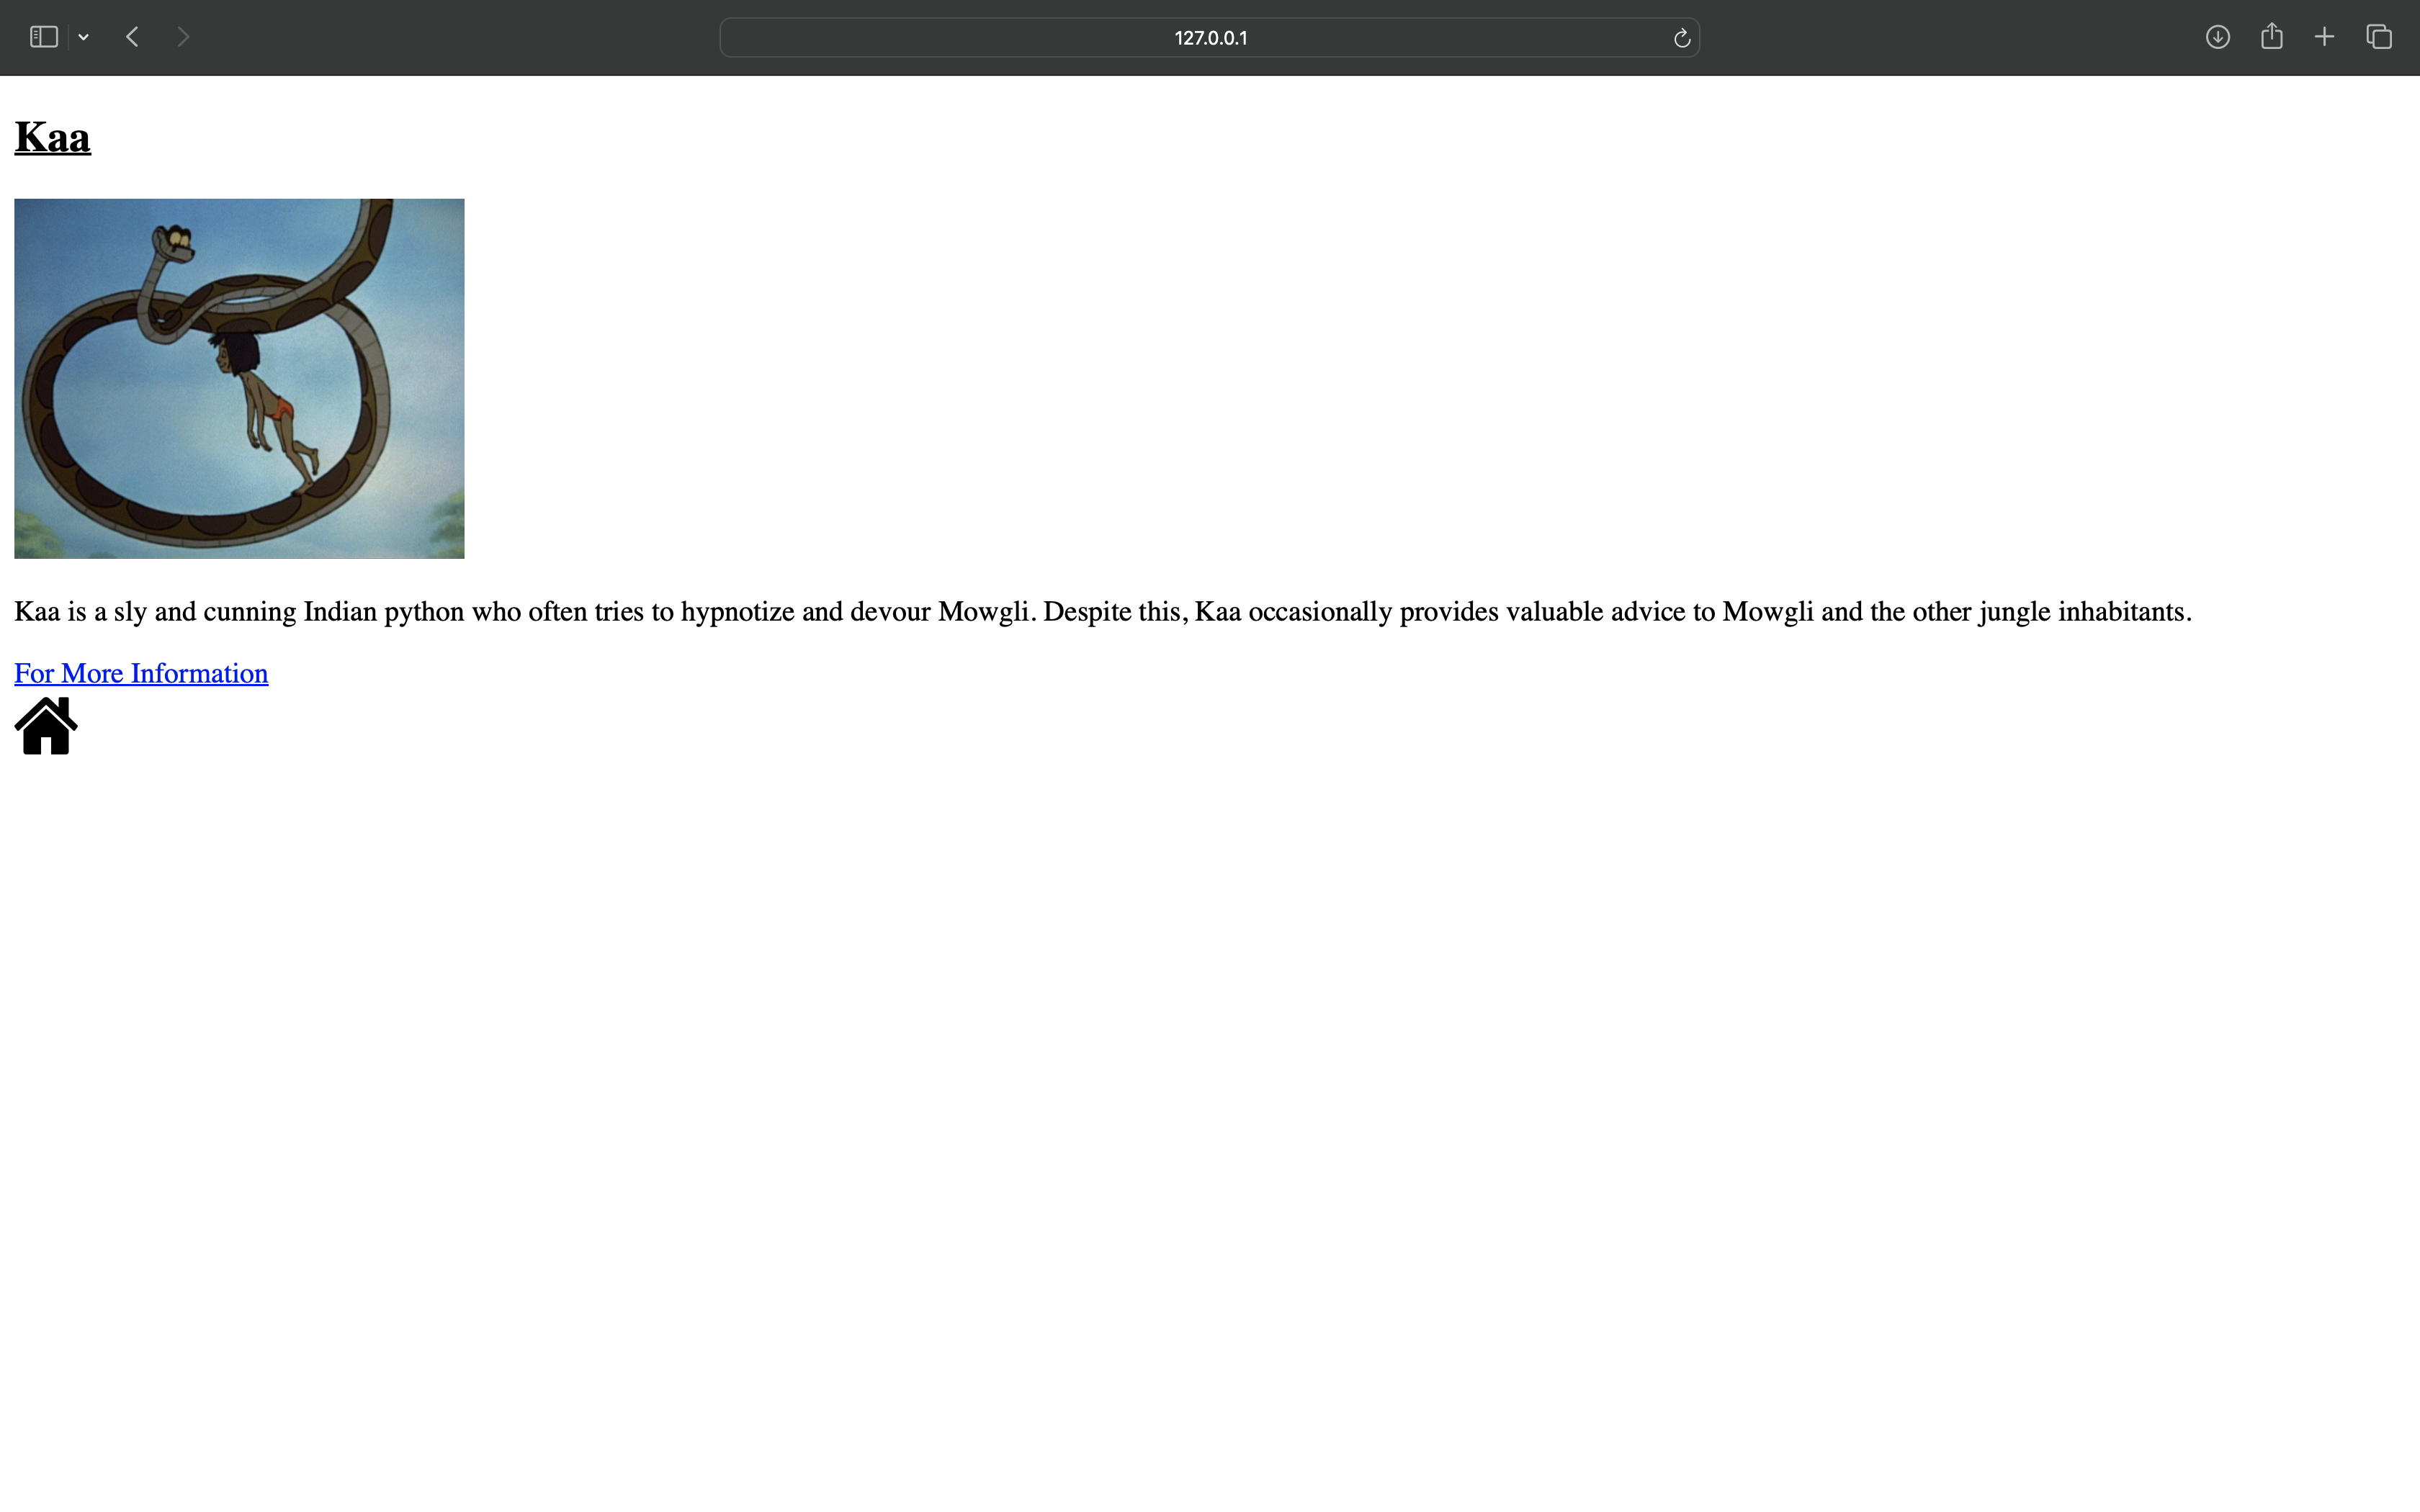 127.0.0.1
Kaa
Kaa is a sly and cunning Indian python who often tries to hypnotize and devour Mowgli. Despite this, Kaa occasionally provides valuable advice to Mowgli and the other jungle inhabitants.
For More Information